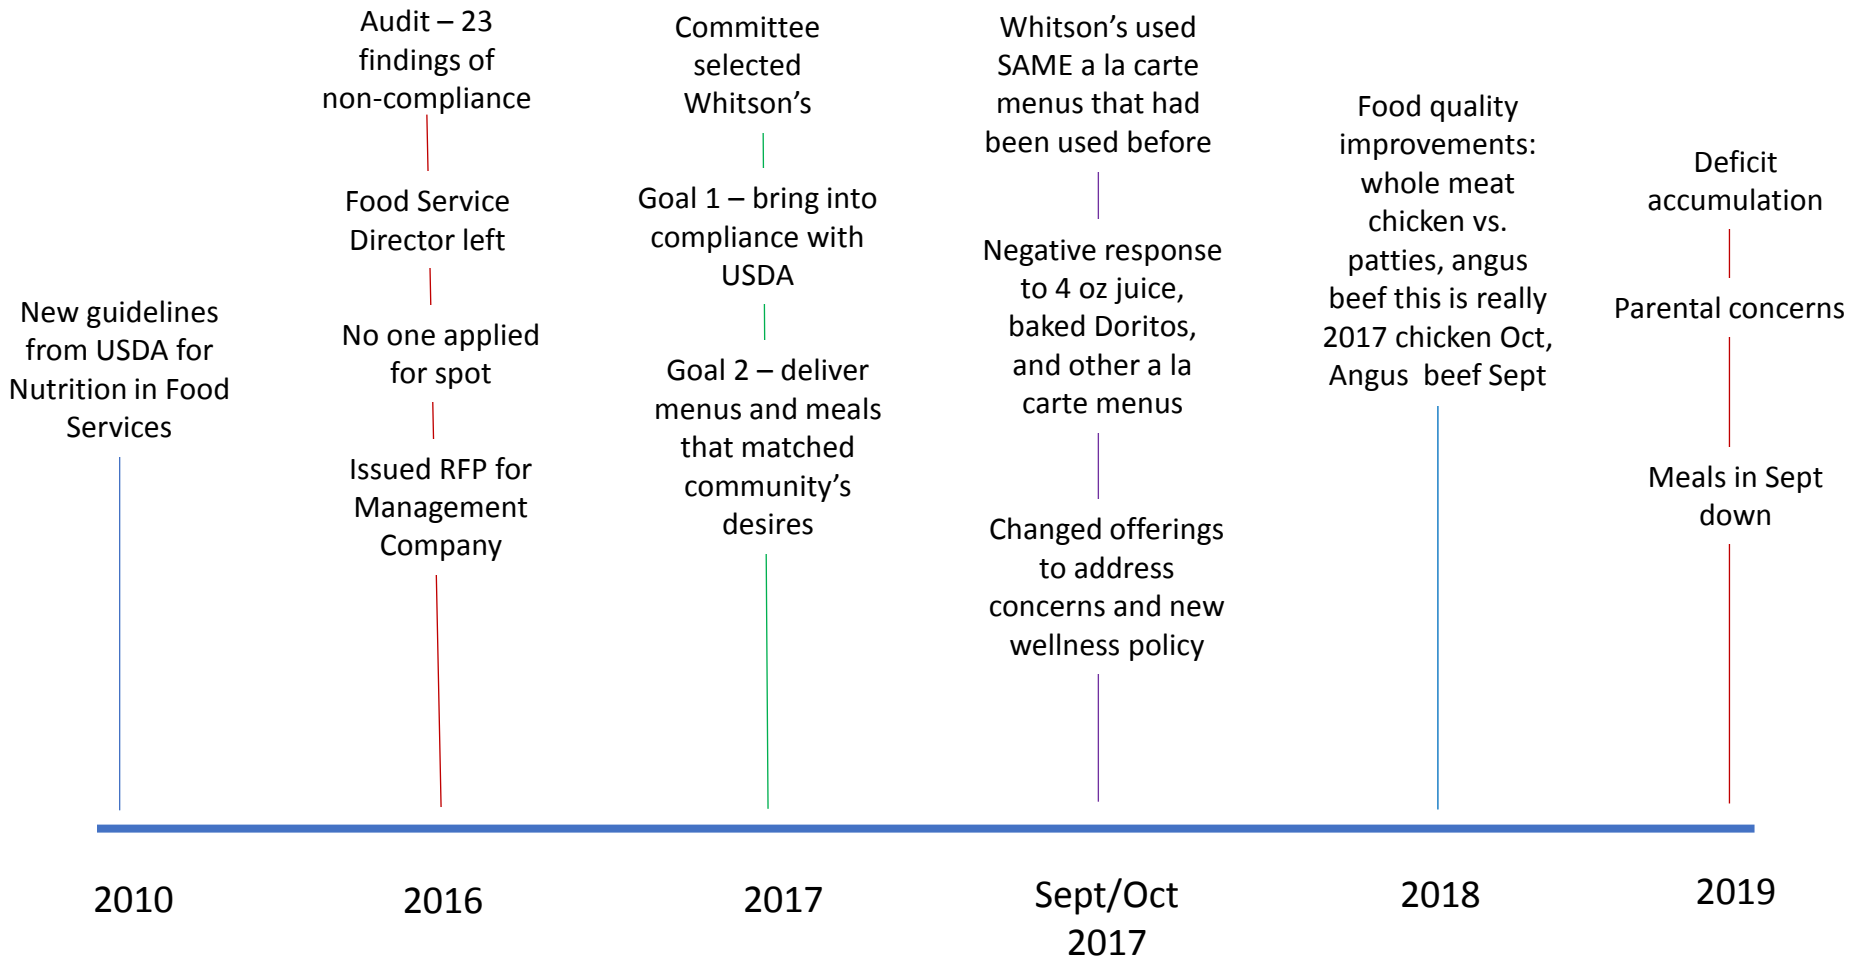 New guidelines
from USDA for
Nutrition in Food
Services
2010
Audit – 23
findings of
non-compliance
Food Service
Director left
No one applied
for spot
Issued RFP for
Management
Company
2016
Committee
selected
Whitson’s
Goal 1 – bring into
compliance with
USDA
Goal 2 – deliver
menus and meals
that matched
community’s
desires
2017
Whitson’s used
SAME a la carte
menus that had
been used before
Negative response
to 4 oz juice,
baked Doritos,
and other a la
carte menus
Changed offerings
to address
concerns and new
wellness policy
Sept/Oct
2017
Food quality
improvements:
whole meat
chicken vs.
patties, angus
beef this is really
2017 chicken Oct,
Angus  beef Sept
2018
Deficit
accumulation
Parental concerns
Meals in Sept
down
2019